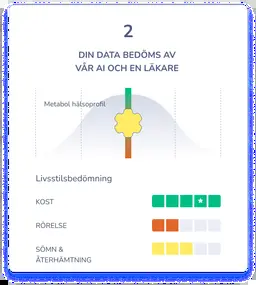 2
DIN DATA BEDÖMS AV
VÅR AI OCH EN LÄKARE
Metabol hälsoprofil
Livsstilsbedömning
KOST
RÖRELSE
SÖMN &
ÅTERHÄMTNING